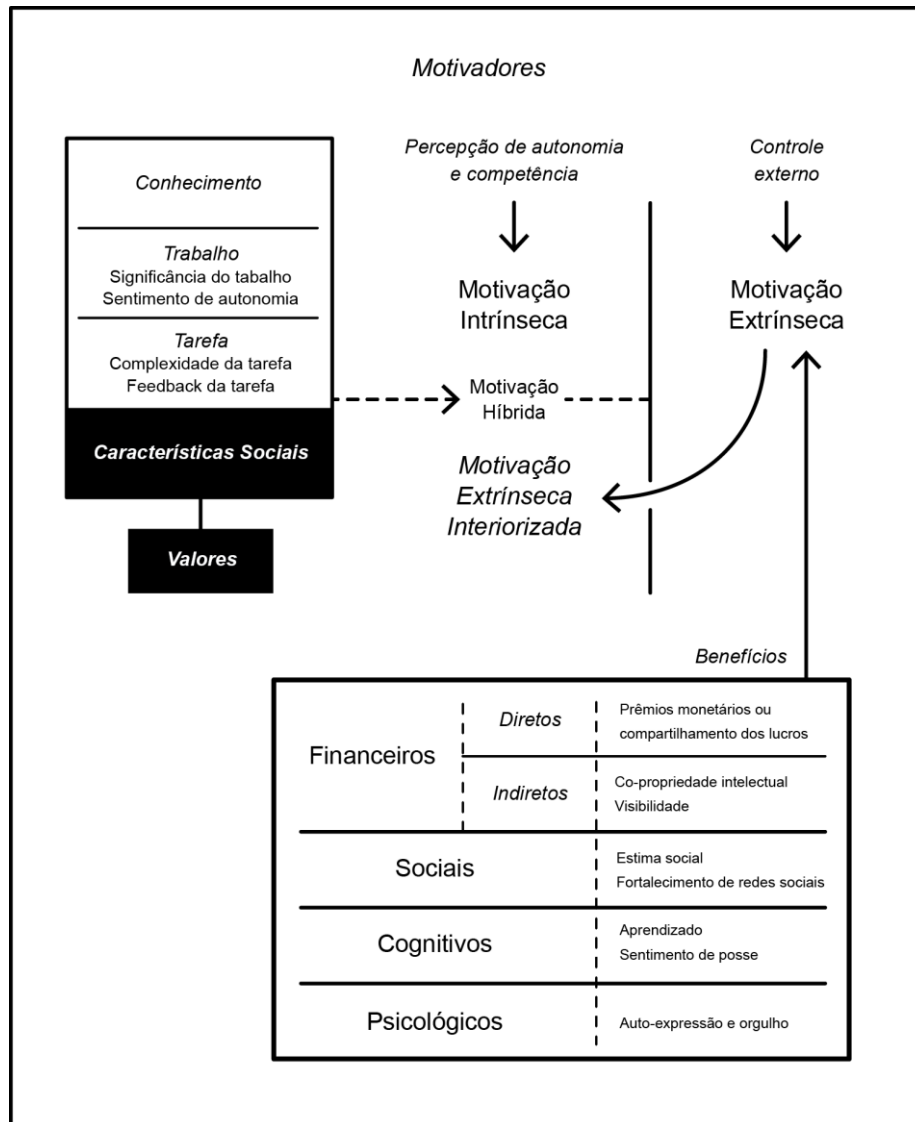 Motivadores
Conhecimento
Trabalho
Significância do tabalho
Sentimento de autonomia
Tarefa
Complexidade da tarefa
Feedback da tarefa
Características Sociais
Valores
Percepção de autonomia
e competência
Motivação
Intrínseca
Motivação
Híbrida
Motivação
Extrínseca
Interiorizada
Controle
externo
Motivação
Extrínseca
Benefícios
Financeiros
Diretos
Prêmios monetários ou
compartilhamento dos lucros
Indiretos
Co-propriedade intelectual
Visibilidade
Sociais
Estima social
Fortalecimento de redes sociais
Cognitivos
Aprendizado
Sentimento de posse
Psicológicos
Auto-expressão e orgulho